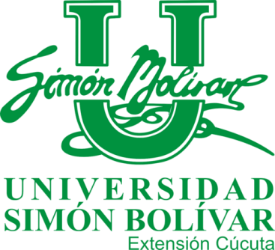 U
Simón Bolívar
UNIVERSIDAD
SIMÓN BOLÍVAR
Extensión Cúcuta